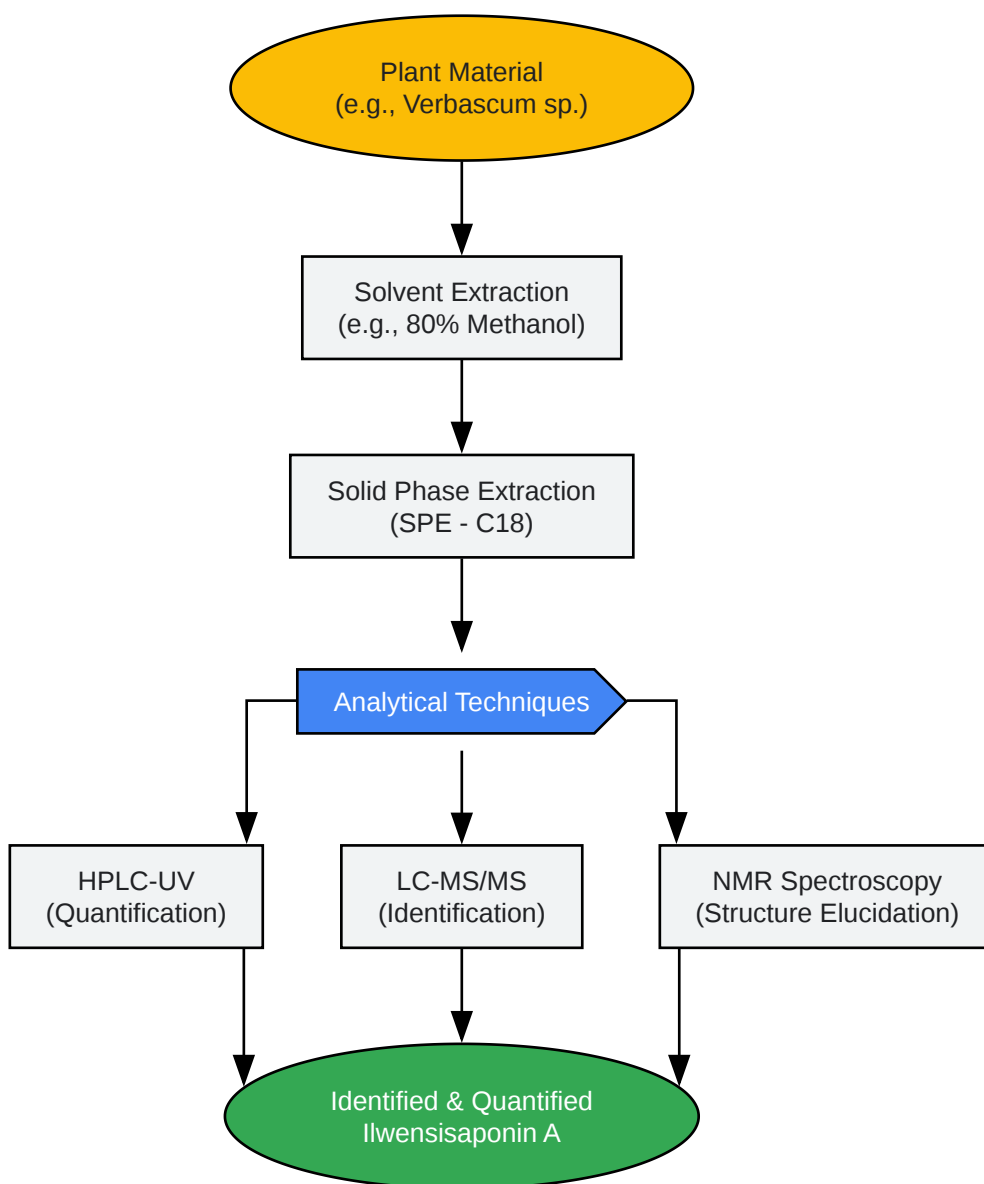 Plant Material
(e.g., Verbascum sp.)
Solvent Extraction
(e.g., 80% Methanol)
Solid Phase Extraction
(SPE - C18)
Analytical Techniques
HPLC-UV
(Quantification)
LC-MS/MS
(Identification)
NMR Spectroscopy
(Structure Elucidation)
Identified & Quantified
Ilwensisaponin A